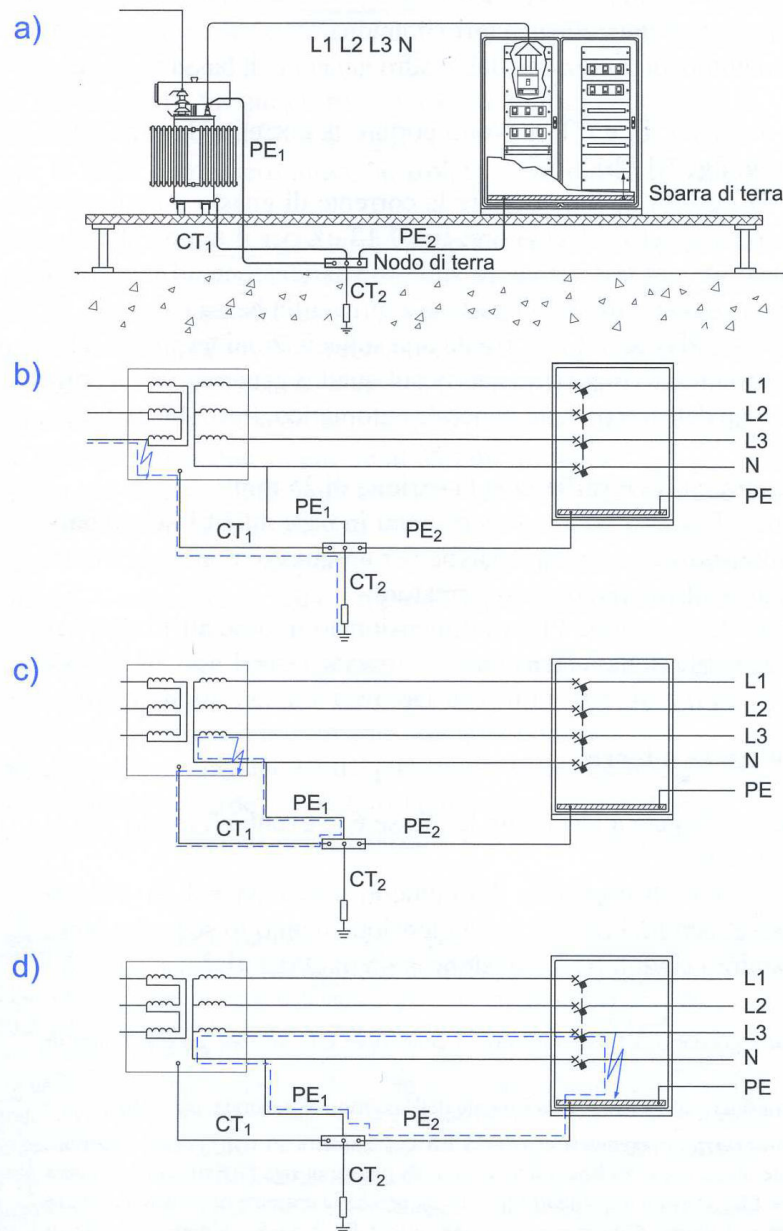 a)
L1 L2 L3 N
PE1
Sbarra di terra
CT1
PE2
Nodo di terra
CT2
b)
L1
L2
L3
N
PE
PE1
CT1
PE2
CT2
c)
L1
L2
L3
N
PE
PE1
CT1
PE2
CT2
d)
L1
L2
L3
N
PE
PE1
CT1
PE2
CT2